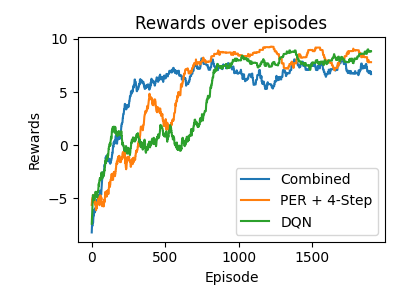 Rewards over episodes
10
5
0
−5
Rewards
0
500
1000
1500
Episode
Combined
PER + 4-Step
DQN